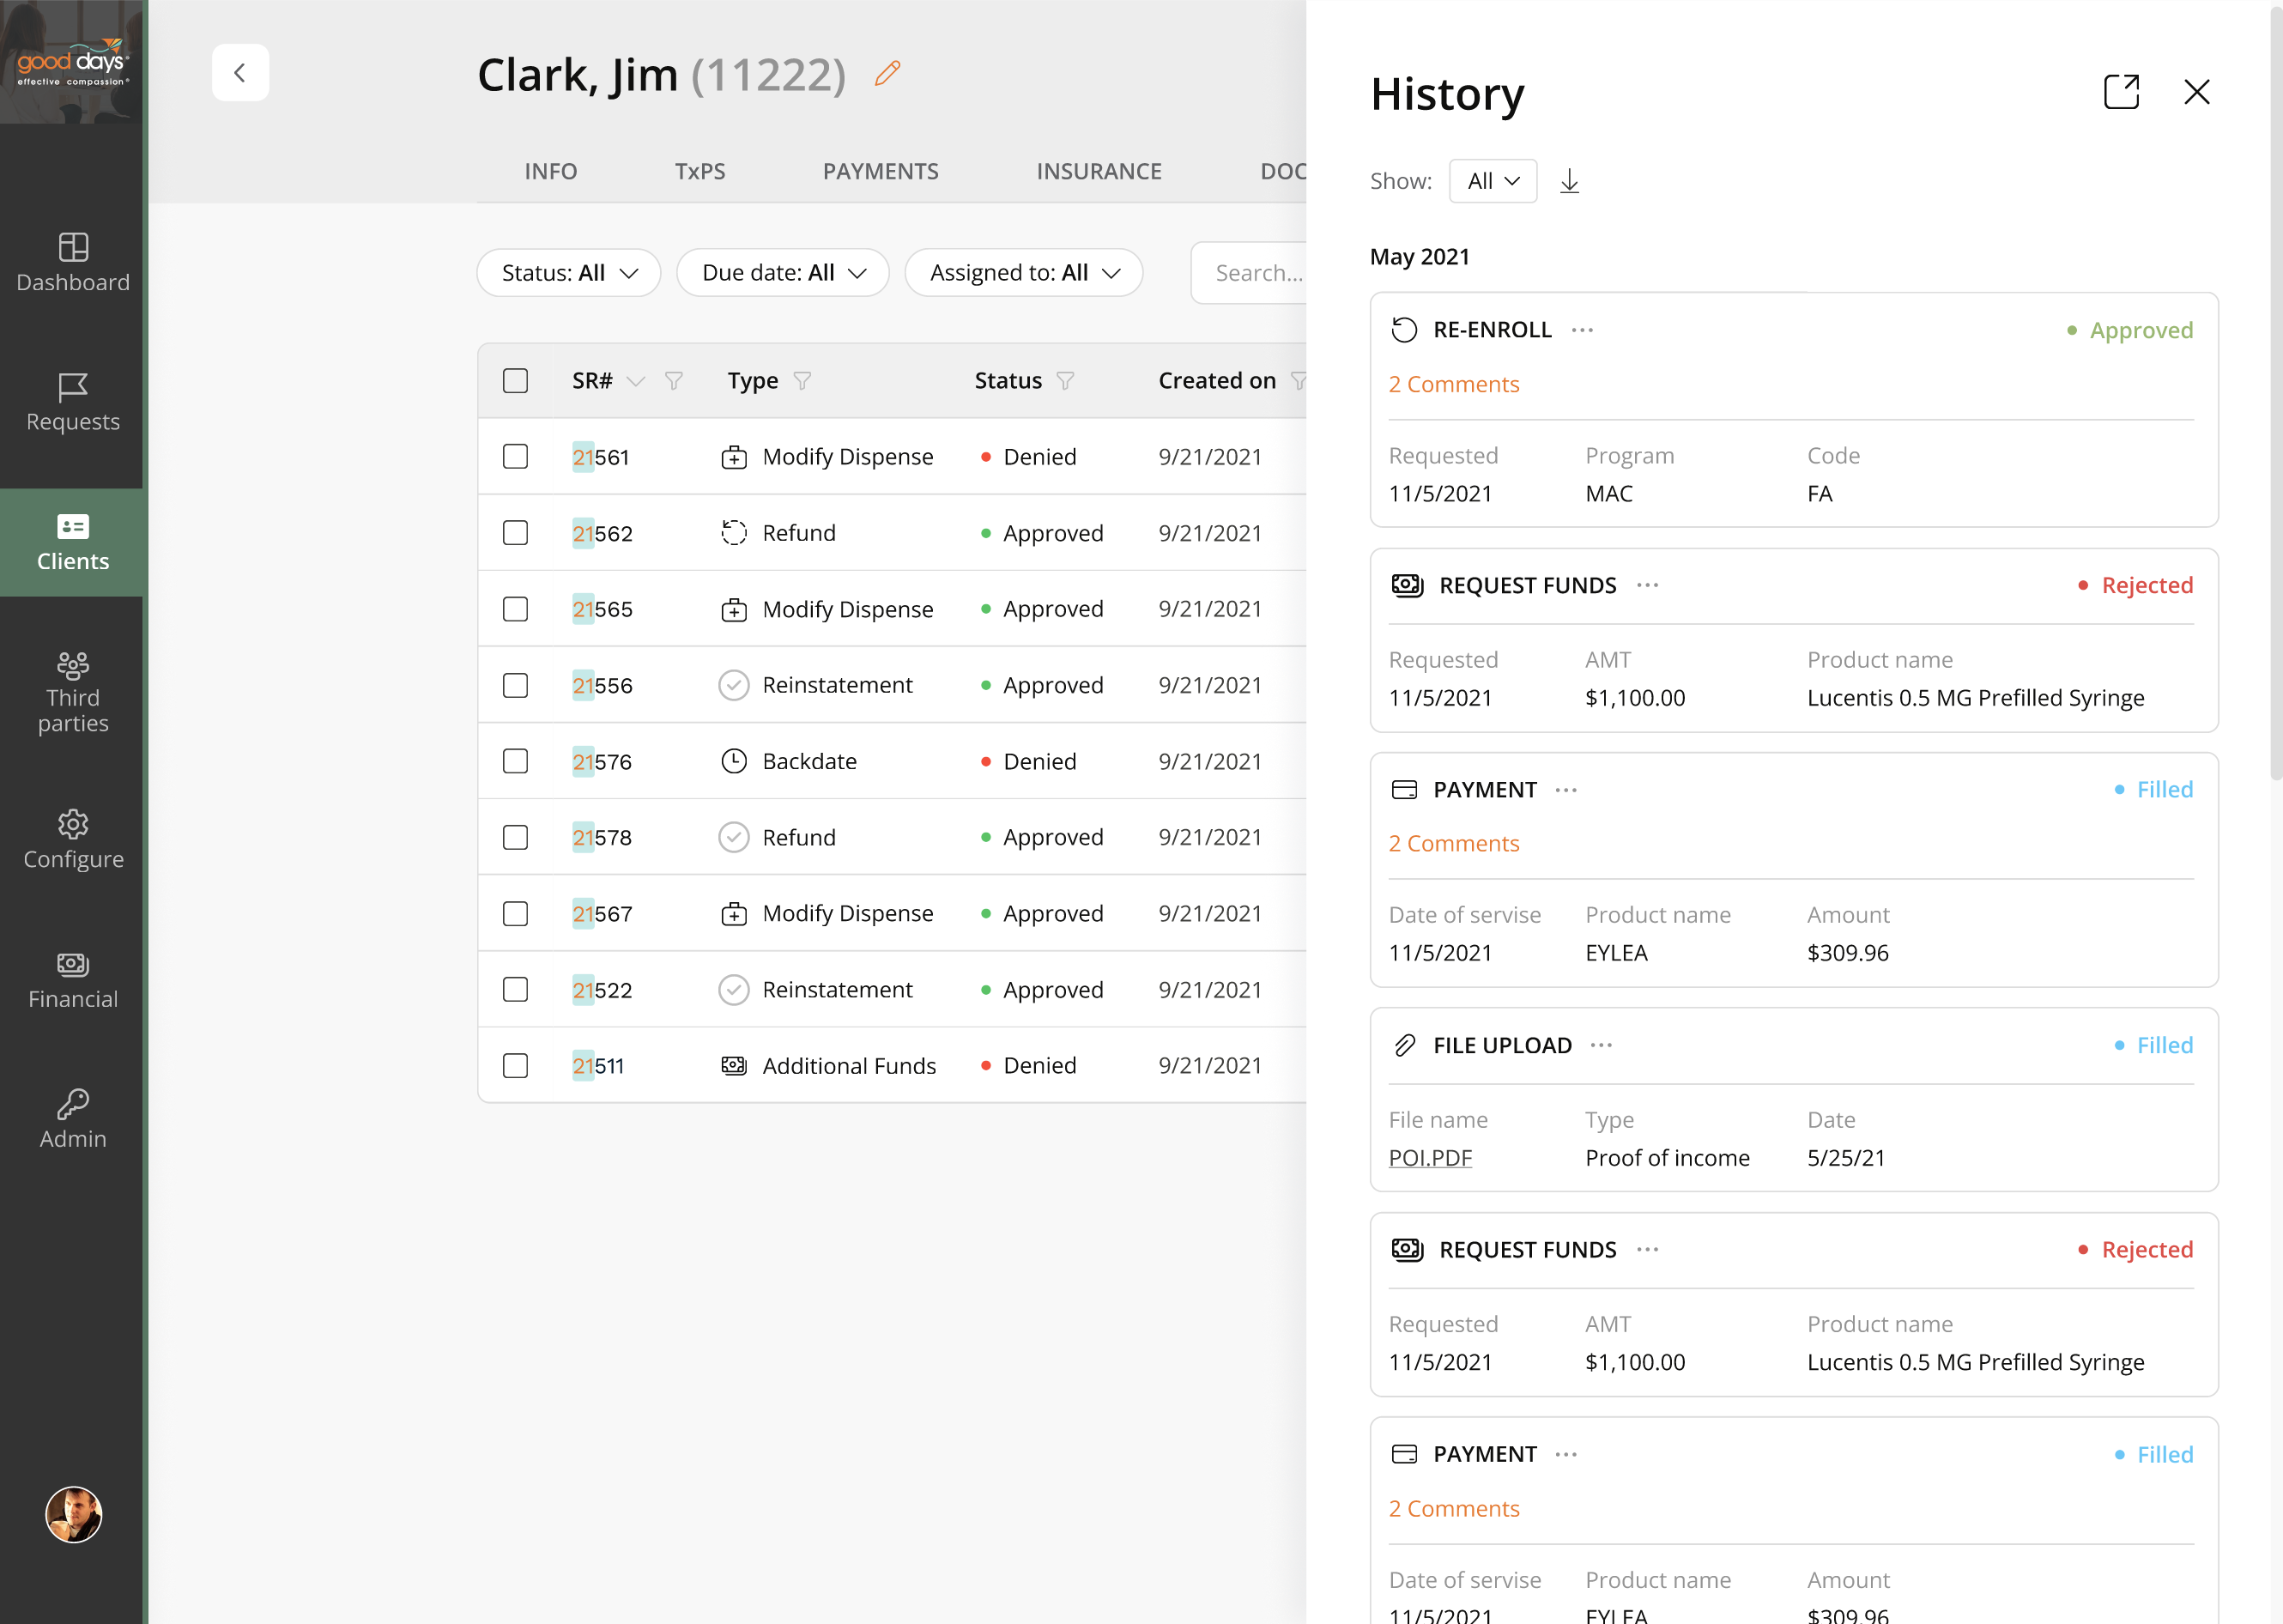 good days®
effective compassion®
Dashboard
Requests
Clients
Third
parties
Configure
Financial
Admin
Clark, Jim (11222)
INFO TxPS PAYMENTS INSURANCE DOC
Status: All Due date: All Assigned to: All Search...
SR# Type Status Created on
21561 Modify Dispense Denied 9/21/2021
21562 Refund Approved 9/21/2021
21565 Modify Dispense Approved 9/21/2021
21556 Reinstatement Approved 9/21/2021
21576 Backdate Denied 9/21/2021
21578 Refund Approved 9/21/2021
21567 Modify Dispense Approved 9/21/2021
21522 Reinstatement Approved 9/21/2021
21511 Additional Funds Denied 9/21/2021
History
Show: All
May 2021
RE-ENROLL ··· Approved
2 Comments
Requested Program Code
11/5/2021 MAC FA
REQUEST FUNDS ··· Rejected
Requested AMT Product name
11/5/2021 $1,100.00 Lucentis 0.5 MG Prefilled Syringe
PAYMENT ··· Filled
2 Comments
Date of servise Product name Amount
11/5/2021 EYLEA $309.96
FILE UPLOAD ··· Filled
File name Type Date
POI.PDF Proof of income 5/25/21
REQUEST FUNDS ··· Rejected
Requested AMT Product name
11/5/2021 $1,100.00 Lucentis 0.5 MG Prefilled Syringe
PAYMENT ··· Filled
2 Comments
Date of servise Product name Amount
11/5/2021 EYLEA $309.96